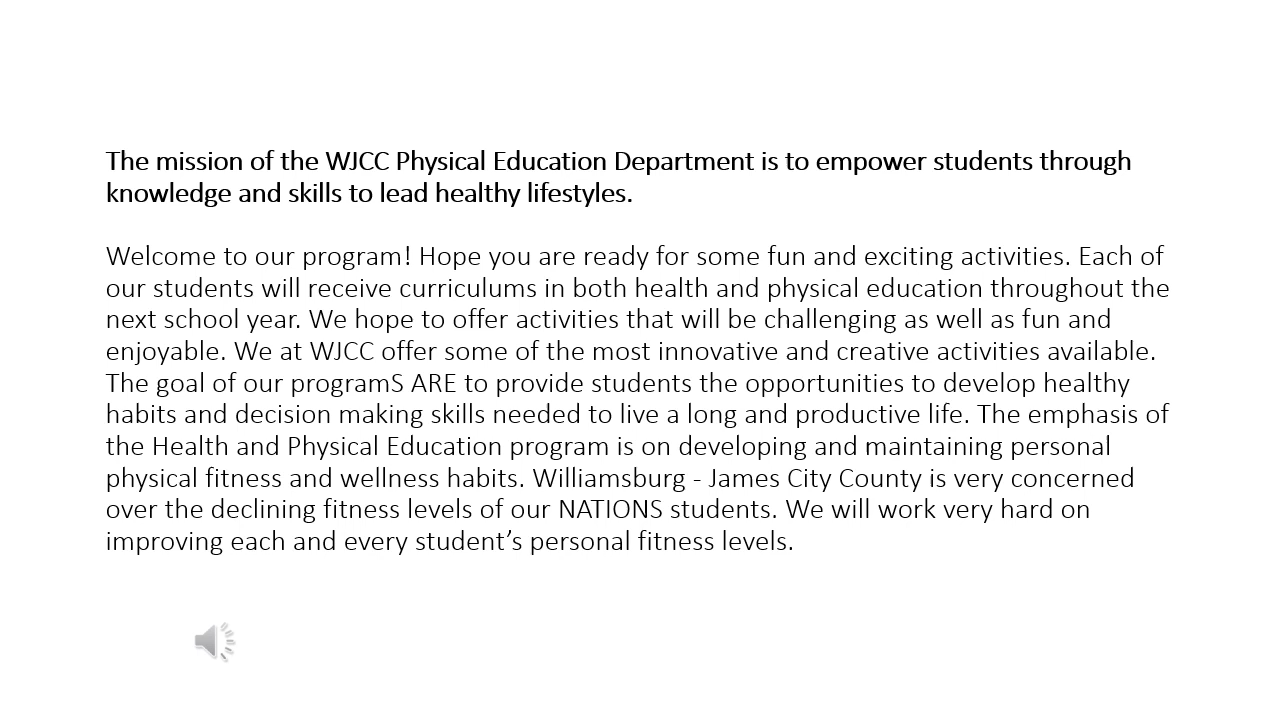 The mission of the WJCC Physical Education Department is to empower students through
knowledge and skills to lead healthy lifestyles.
Welcome to our program! Hope you are ready for some fun and exciting activities. Each of
our students will receive curriculums in both health and physical education throughout the
next school year. We hope to offer activities that will be challenging as well as fun and
enjoyable. We at WJCC offer some of the most innovative and creative activities available.
The goal of our programS ARE to provide students the opportunities to develop healthy
habits and decision making skills needed to live a long and productive life. The emphasis of
the Health and Physical Education program is on developing and maintaining personal
physical fitness and wellness habits. Williamsburg - James City County is very concerned
over the declining fitness levels of our NATIONS students. We will work very hard on
improving each and every student’s personal fitness levels.